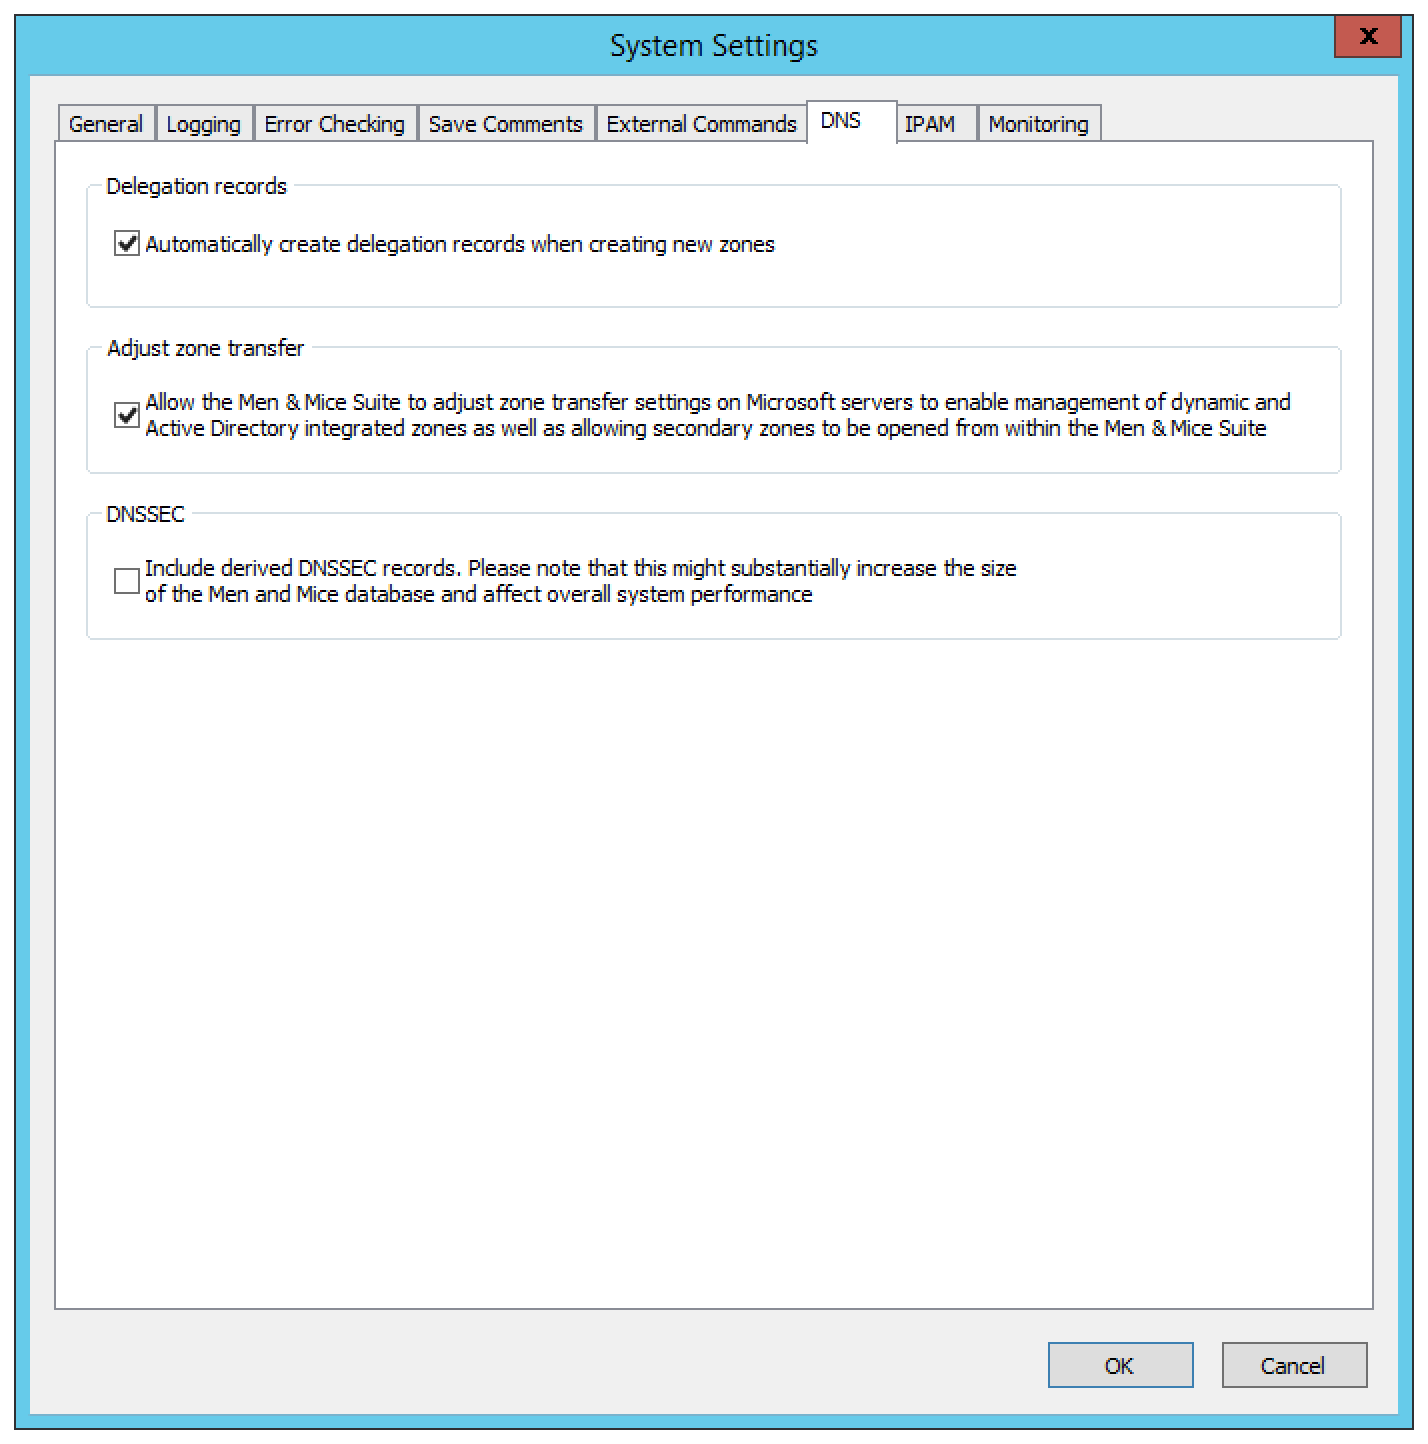 System Settings
X
General Logging Error Checking Save Comments External Commands DNS IPAM Monitoring
Delegation records
Automatically create delegation records when creating new zones
Adjust zone transfer
Allow the Men & Mice Suite to adjust zone transfer settings on Microsoft servers to enable management of dynamic and
Active Directory integrated zones as well as allowing secondary zones to be opened from within the Men & Mice Suite
DNSSEC
Include derived DNSSEC records. Please note that this might substantially increase the size
of the Men and Mice database and affect overall system performance
OK Cancel